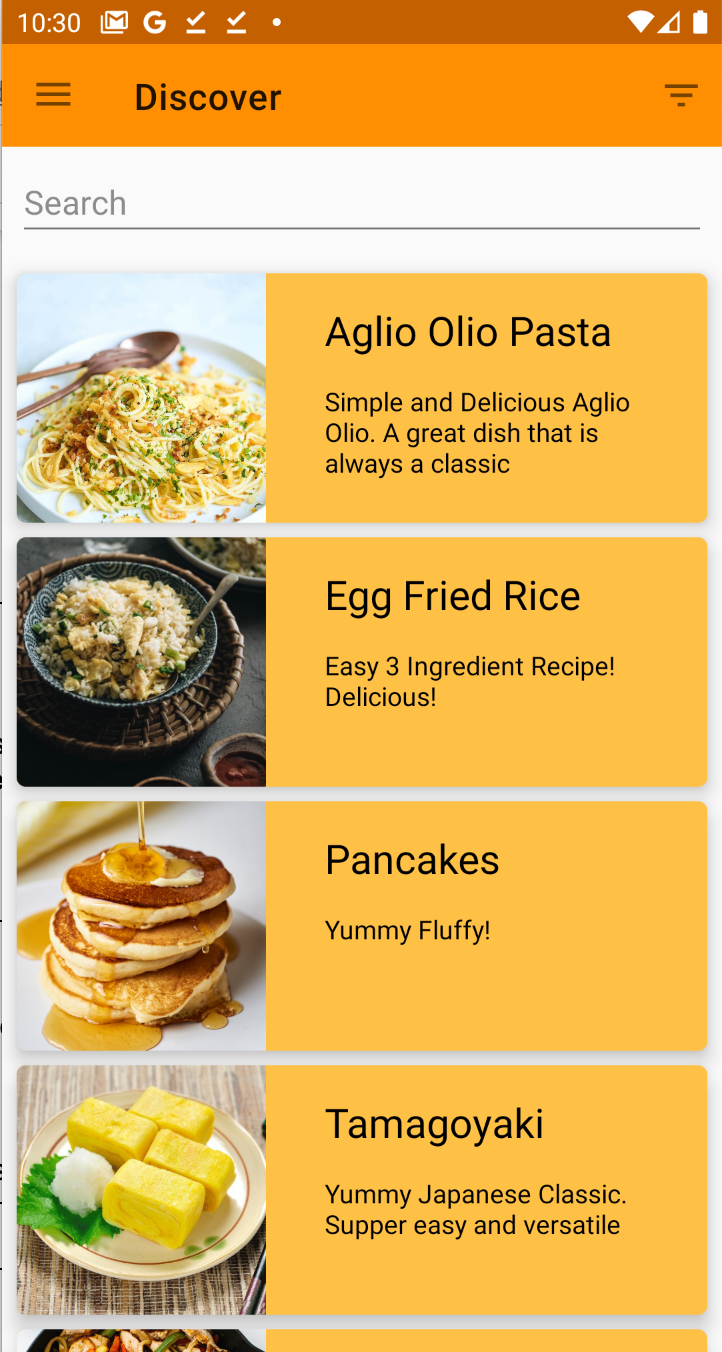 10:30
Discover
Search
Aglio Olio Pasta
Simple and Delicious Aglio
Olio. A great dish that is
always a classic
Egg Fried Rice
Easy 3 Ingredient Recipe!
Delicious!
Pancakes
Yummy Fluffy!
Tamagoyaki
Yummy Japanese Classic.
Supper easy and versatile